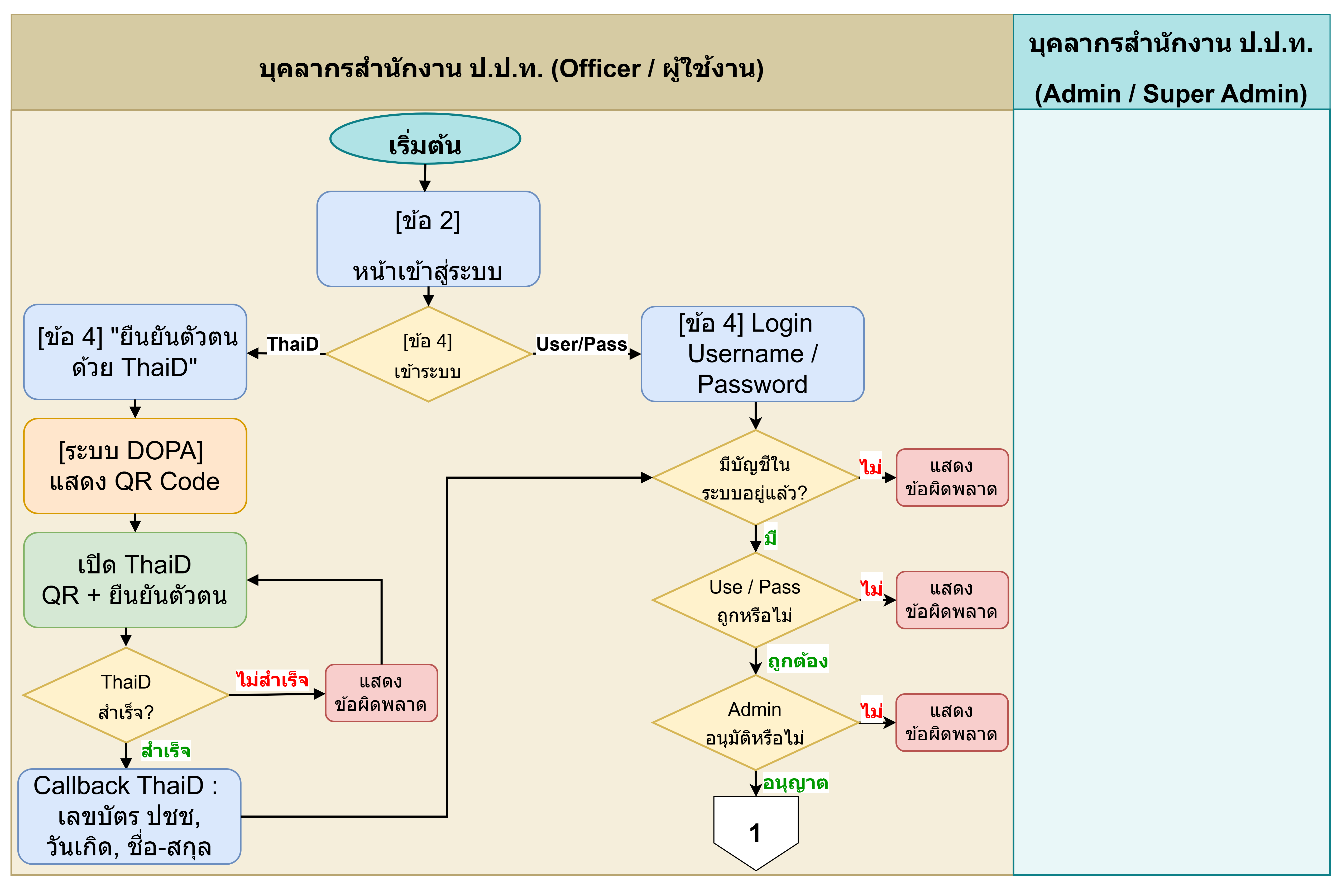 บุคลากรสำนักงาน ป.ป.ท. (Officer / ผู้ใช้งาน)
บุคลากรสำนักงาน ป.ป.ท.
(Admin / Super Admin)
เริ่มต้น
[ข้อ 2]
หน้าเข้าสู่ระบบ
[ข้อ 4] "ยืนยันตัวตน
ด้วย ThaiD"
ThaiD
[ข้อ 4]
เข้าระบบ
User/Pass
[ข้อ 4] Login
Username /
Password
[ระบบ DOPA]
แสดง QR Code
มีบัญชีใน
ระบบอยู่แล้ว?
ไม่
แสดง
ข้อผิดพลาด
มี
เปิด ThaiD
QR + ยืนยันตัวตน
Use / Pass
ถูกหรือไม่
ไม่
แสดง
ข้อผิดพลาด
ถูกต้อง
ThaiD
สำเร็จ?
ไม่สำเร็จ
แสดง
ข้อผิดพลาด
Admin
อนุมัติหรือไม่
ไม่
แสดง
ข้อผิดพลาด
สำเร็จ
อนุญาต
Callback ThaiD :
เลขบัตร ปชช,
วันเกิด, ชื่อ-สกุล
1